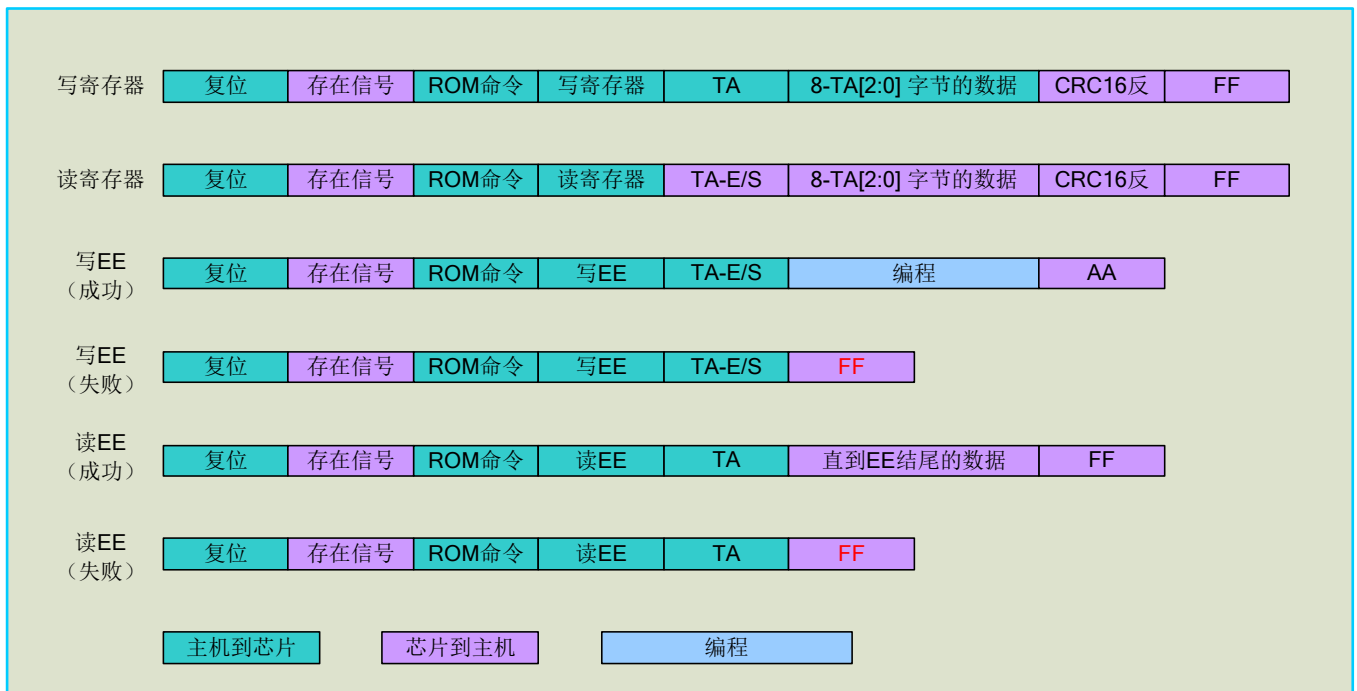 写寄存器 复位 存在信号 ROM命令 写寄存器 TA 8-TA[2:0] 字节的数据 CRC16反 FF
读寄存器 复位 存在信号 ROM命令 读寄存器 TA-E/S 8-TA[2:0] 字节的数据 CRC16反 FF
写EE
（成功） 复位 存在信号 ROM命令 写EE TA-E/S 编程 AA
写EE
（失败） 复位 存在信号 ROM命令 写EE TA-E/S FF
读EE
（成功） 复位 存在信号 ROM命令 读EE TA 直到EE结尾的数据 FF
读EE
（失败） 复位 存在信号 ROM命令 读EE TA FF
主机到芯片 芯片到主机 编程